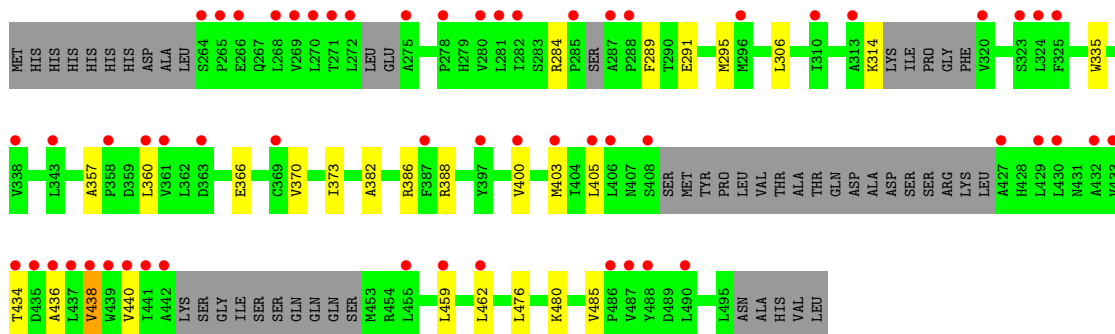 MET HIS HIS HIS HIS HIS HIS ASP ALA LEU S264 P265 E266 Q267 L268 V269 L270 T271 L272 LEU GLU A275 P278 H279 V280 L281 I282 S283 R284 P285 SER A287 P288 F289 T290 E291 M295 M296 L306 I310 A313 K314 LYS ILE PRO GLY PHE V320 S323 L324 F325 W335
V338 L343 A357 P358 D359 L360 V361 L362 D363 E366 C369 V370 I373 A382 R386 F387 R388 Y397 V400 M403 I404 L405 L406 N407 S408 SER MET TYR PRO LEU VAL THR ALA THR GLN ASP ALA ASP SER SER ARG LYS LEU A427 H428 L429 L430 N431 A432 V433
T434 D435 A436 L437 V438 W439 V440 I441 A442 LYS SER GLY ILE SER SER GLN GLN GLN SER M453 R454 L455 L459 L462 L476 K480 V485 P486 V487 Y488 D489 L490 L495 ASN ALA HIS VAL LEU